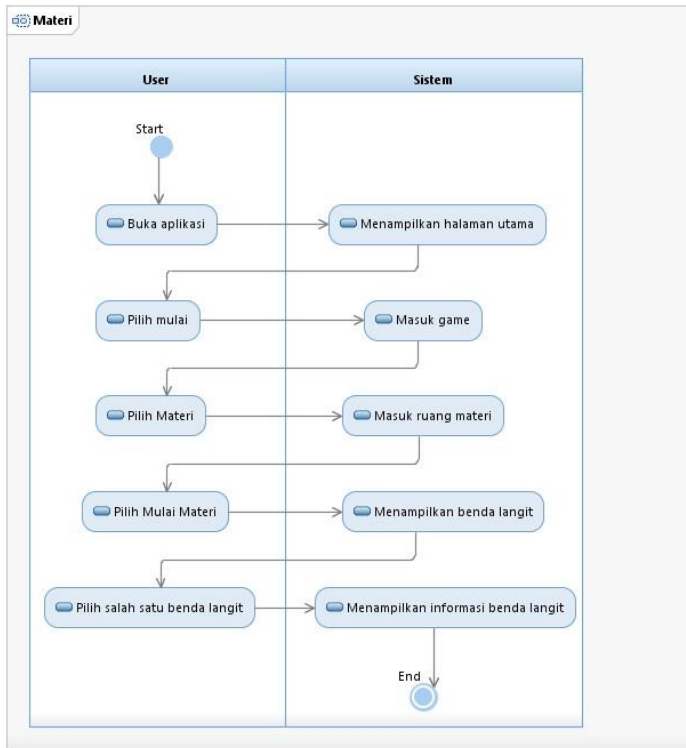 Materi
User
Sistem
Start
Buka aplikasi
Menampilkan halaman utama
Pilih mulai
Masuk game
Pilih Materi
Masuk ruang materi
Pilih Mulai Materi
Menampilkan benda langit
Pilih salah satu benda langit
Menampilkan informasi benda langit
End